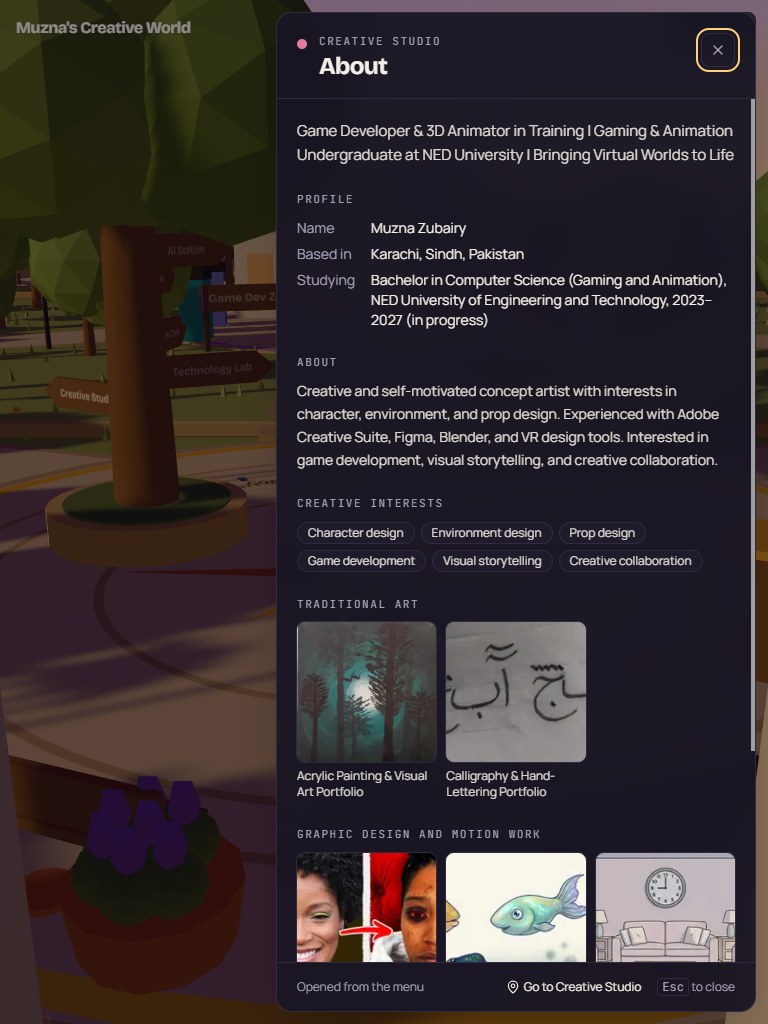 Muzna's Creative World
CREATIVE STUDIO
About
Game Developer & 3D Animator in Training | Gaming & Animation
Undergraduate at NED University | Bringing Virtual Worlds to Life
PROFILE
Name Muzna Zubairy
Based in Karachi, Sindh, Pakistan
Studying Bachelor in Computer Science (Gaming and Animation),
NED University of Engineering and Technology, 2023–
2027 (in progress)
ABOUT
Creative and self-motivated concept artist with interests in
character, environment, and prop design. Experienced with Adobe
Creative Suite, Figma, Blender, and VR design tools. Interested in
game development, visual storytelling, and creative collaboration.
CREATIVE INTERESTS
Character design Environment design Prop design
Game development Visual storytelling Creative collaboration
TRADITIONAL ART
Acrylic Painting & Visual
Art Portfolio
Calligraphy & Hand-
Lettering Portfolio
GRAPHIC DESIGN AND MOTION WORK
Opened from the menu
Go to Creative Studio
Esc to close
AI Station
Game Dev Z
Technology Lab
Creative Stud